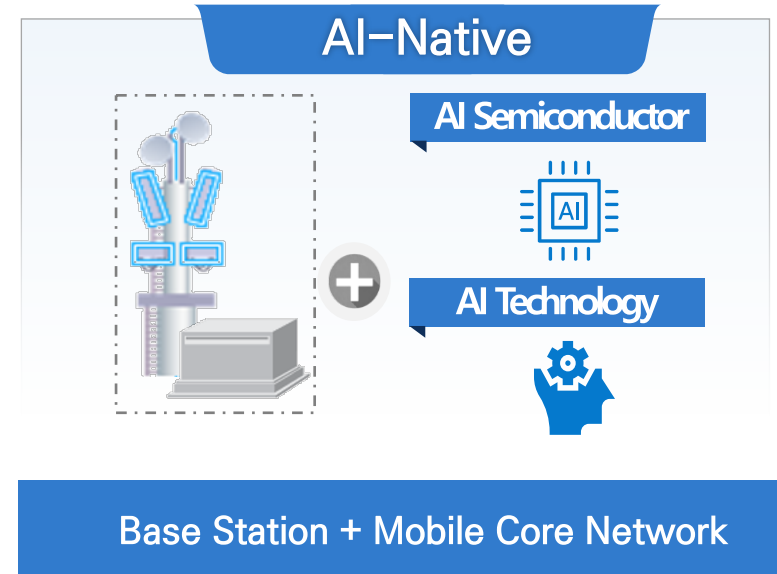 AI-Native
AI Semiconductor
AI
AI Technology
Base Station + Mobile Core Network